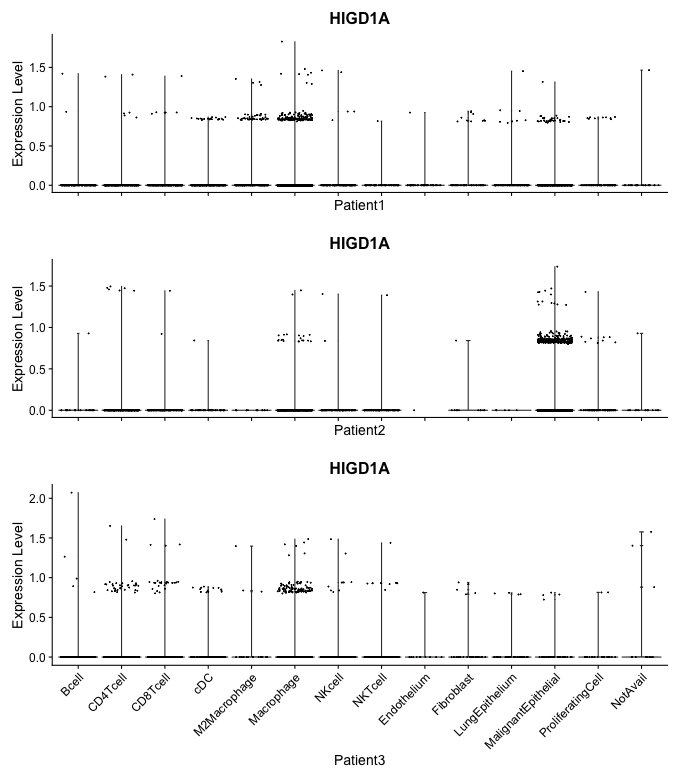 HIGD1A
Expression Level
1.5
1.0
0.5
0.0
Patient1
HIGD1A
Expression Level
1.5
1.0
0.5
0.0
Patient2
HIGD1A
Expression Level
2.0
1.5
1.0
0.5
0.0
Bcell
CD4Tcell
CD8Tcell
cDC
M2Macrophage
Macrophage
NKcell
NKTcell
Endothelium
Fibroblast
LungEpithelium
MalignantEpithelial
ProliferatingCell
NotAvail
Patient3